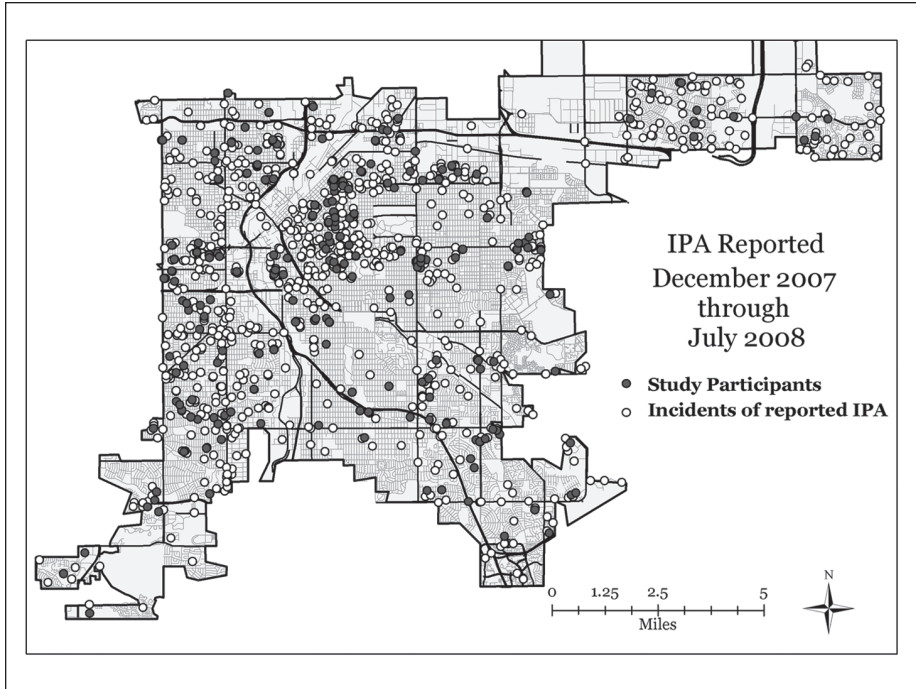 IPA Reported
December 2007
through
July 2008
Study Participants
Incidents of reported IPA
N
0 1.25 2.5 5
Miles